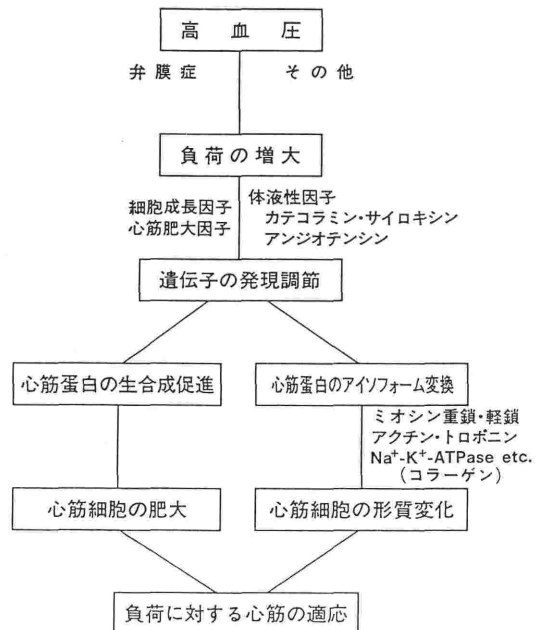 高血圧
弁膜症
その他
負荷の増大
細胞成長因子
心筋肥大因子
体液性因子
カテコラミン・サイロキシン
アンジオテンシン
遺伝子の発現調節
心筋蛋白の生合成促進
心筋蛋白のアイソフォーム変換
ミオシン重鎖・軽鎖
アクチン・トロポニン
Na⁺-K⁺-ATPase etc.
(コラーゲン)
心筋細胞の肥大
心筋細胞の形質変化
負荷に対する心筋の適応